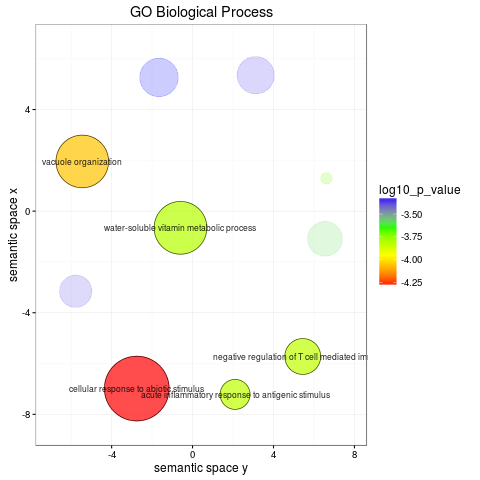 GO Biological Process
4
0
-4
-8
semantic space x
vacuole organization
water-soluble vitamin metabolic process
negative regulation of T cell mediated im
cellular response to abiotic stimulus
acute inflammatory response to antigenic stimulus
-4
0
4
8
semantic space y
log10_p_value
-3.50
-3.75
-4.00
-4.25